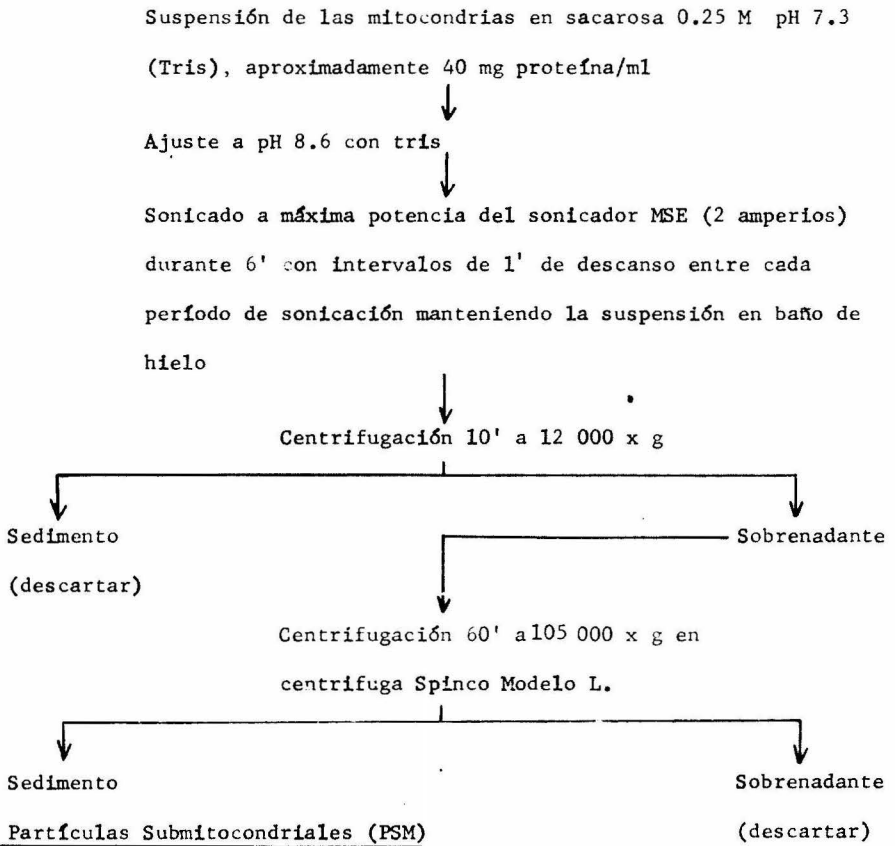 Suspensión de las mitocondrias en sacarosa 0.25 M pH 7.3
(Tris), aproximadamente 40 mg proteína/ml
Ajuste a pH 8.6 con tris
Sonicado a máxima potencia del sonicador MSE (2 amperios)
durante 6' con intervalos de 1' de descanso entre cada
período de sonicación manteniendo la suspensión en baño de
hielo
Centrifugación 10' a 12 000 x g
Sedimento
Sobrenadante
(descartar)
Centrifugación 60' a 105 000 x g en
centrifuga Spinco Modelo L.
Sedimento
Sobrenadante
Partículas Submitocondriales (PSM)
(descartar)